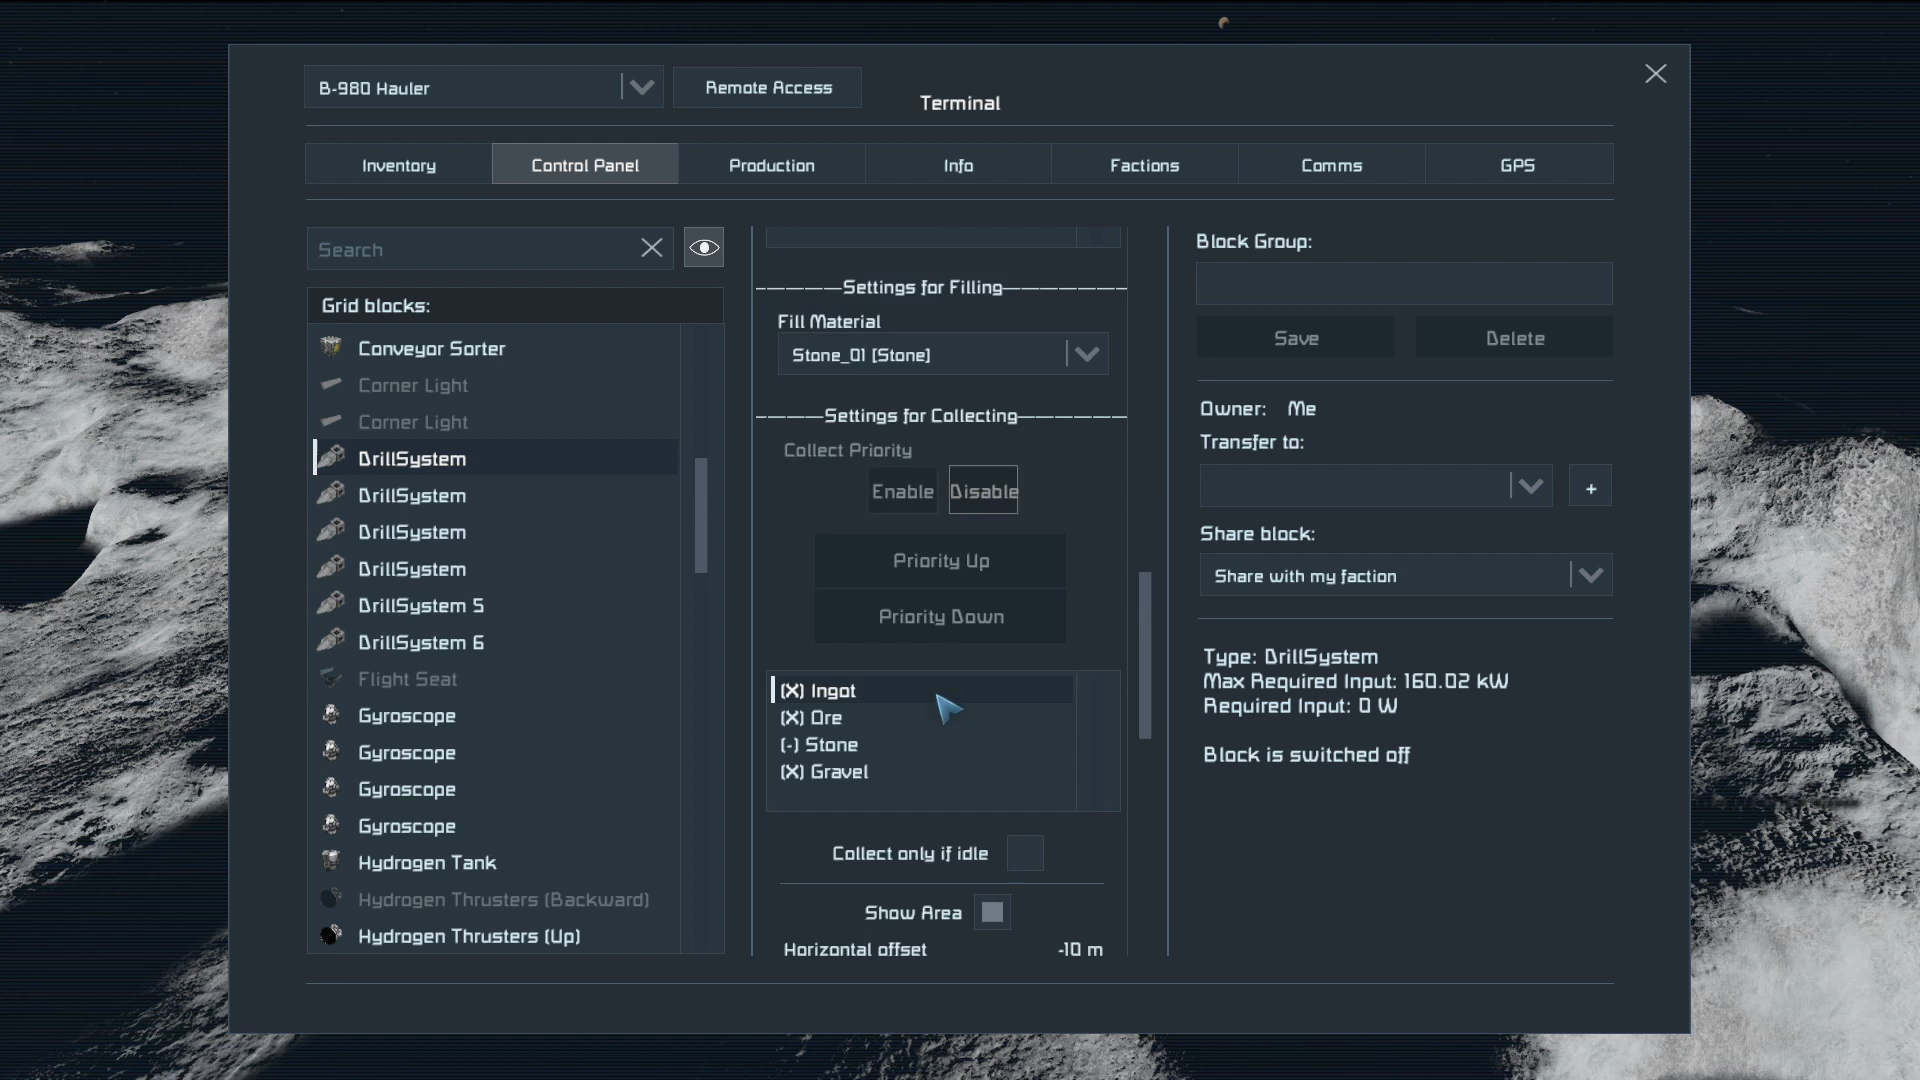 B-980 Hauler
Remote Access
Terminal
Inventory
Control Panel
Production
Info
Factions
Comms
GPS
Search
Grid blocks:
Conveyor Sorter
Corner Light
Corner Light
DrillSystem
DrillSystem
DrillSystem
DrillSystem
DrillSystem 5
DrillSystem 6
Flight Seat
Gyroscope
Gyroscope
Gyroscope
Gyroscope
Hydrogen Tank
Hydrogen Thrusters (Backward)
Hydrogen Thrusters (Up)
Settings for Filling
Fill Material
Stone_01 [Stone]
Settings for Collecting
Collect Priority
Enable
Disable
Priority Up
Priority Down
(X) Ingot
(X) Ore
(-) Stone
(X) Gravel
Collect only if idle
Show Area
Horizontal offset -10 m
Block Group:
Save
Delete
Owner: Me
Transfer to:
+
Share block:
Share with my faction
Type: DrillSystem
Max Required Input: 160.02 kW
Required Input: 0 W
Block is switched off